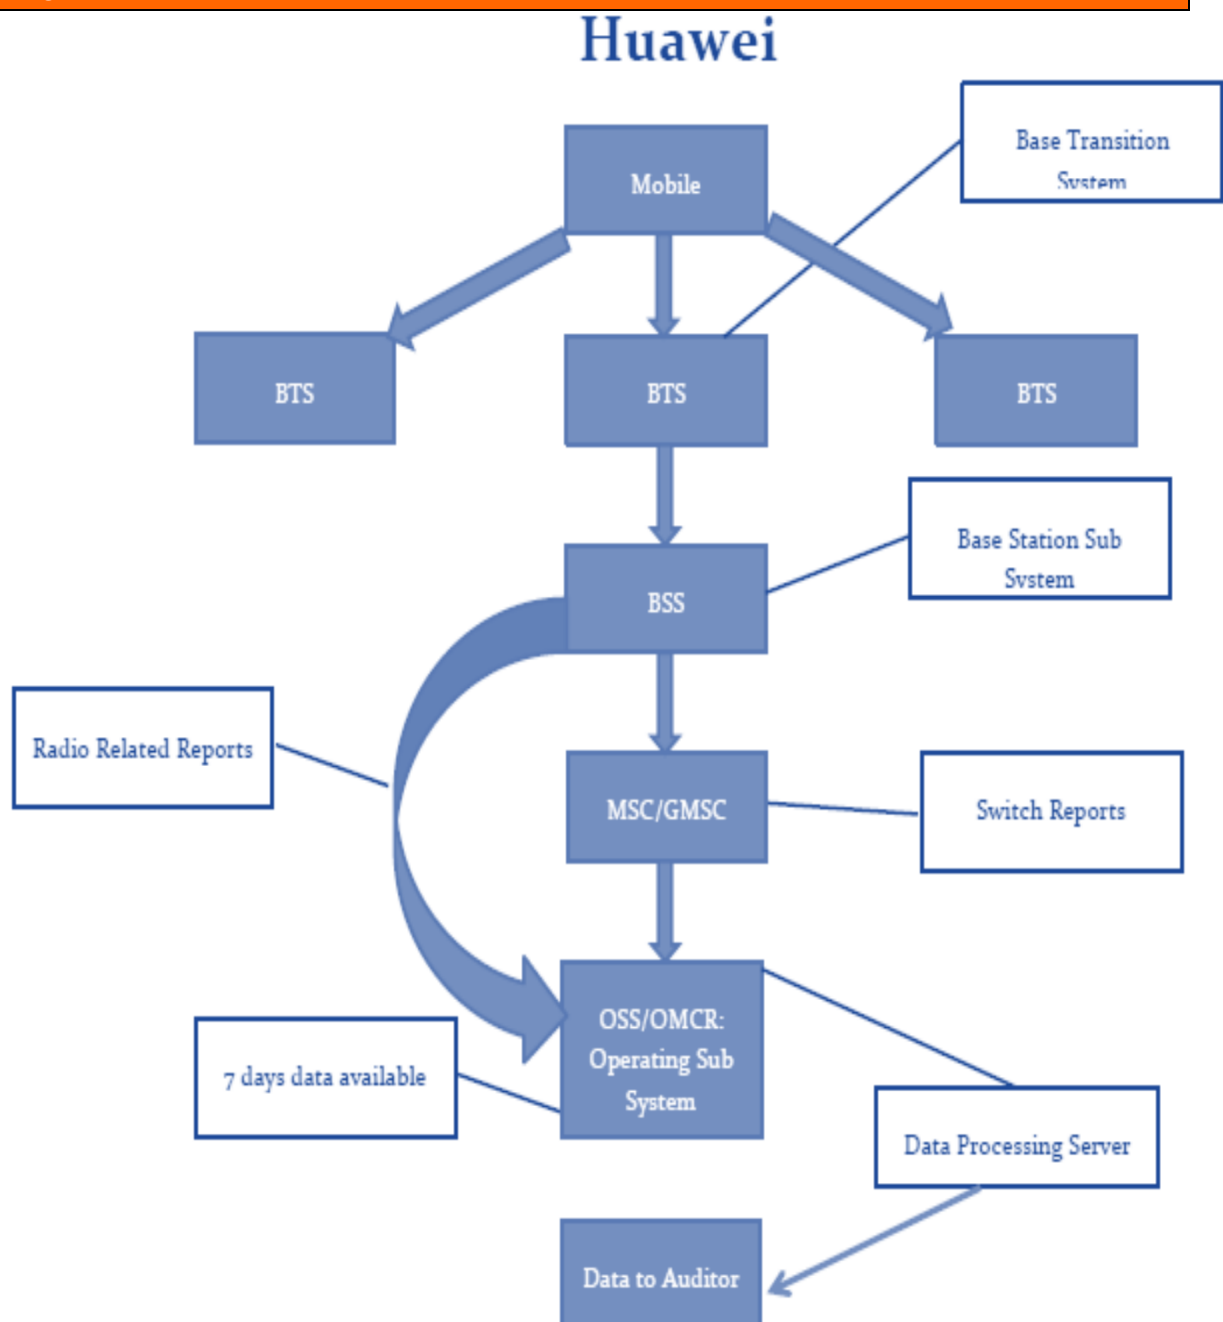 Huawei
Base Transition
System
Mobile
BTS
BTS
BTS
Base Station Sub
System
BSS
Radio Related Reports
MSC/GMSC
Switch Reports
OSS/OMCR:
Operating Sub
System
7 days data available
Data Processing Server
Data to Auditor